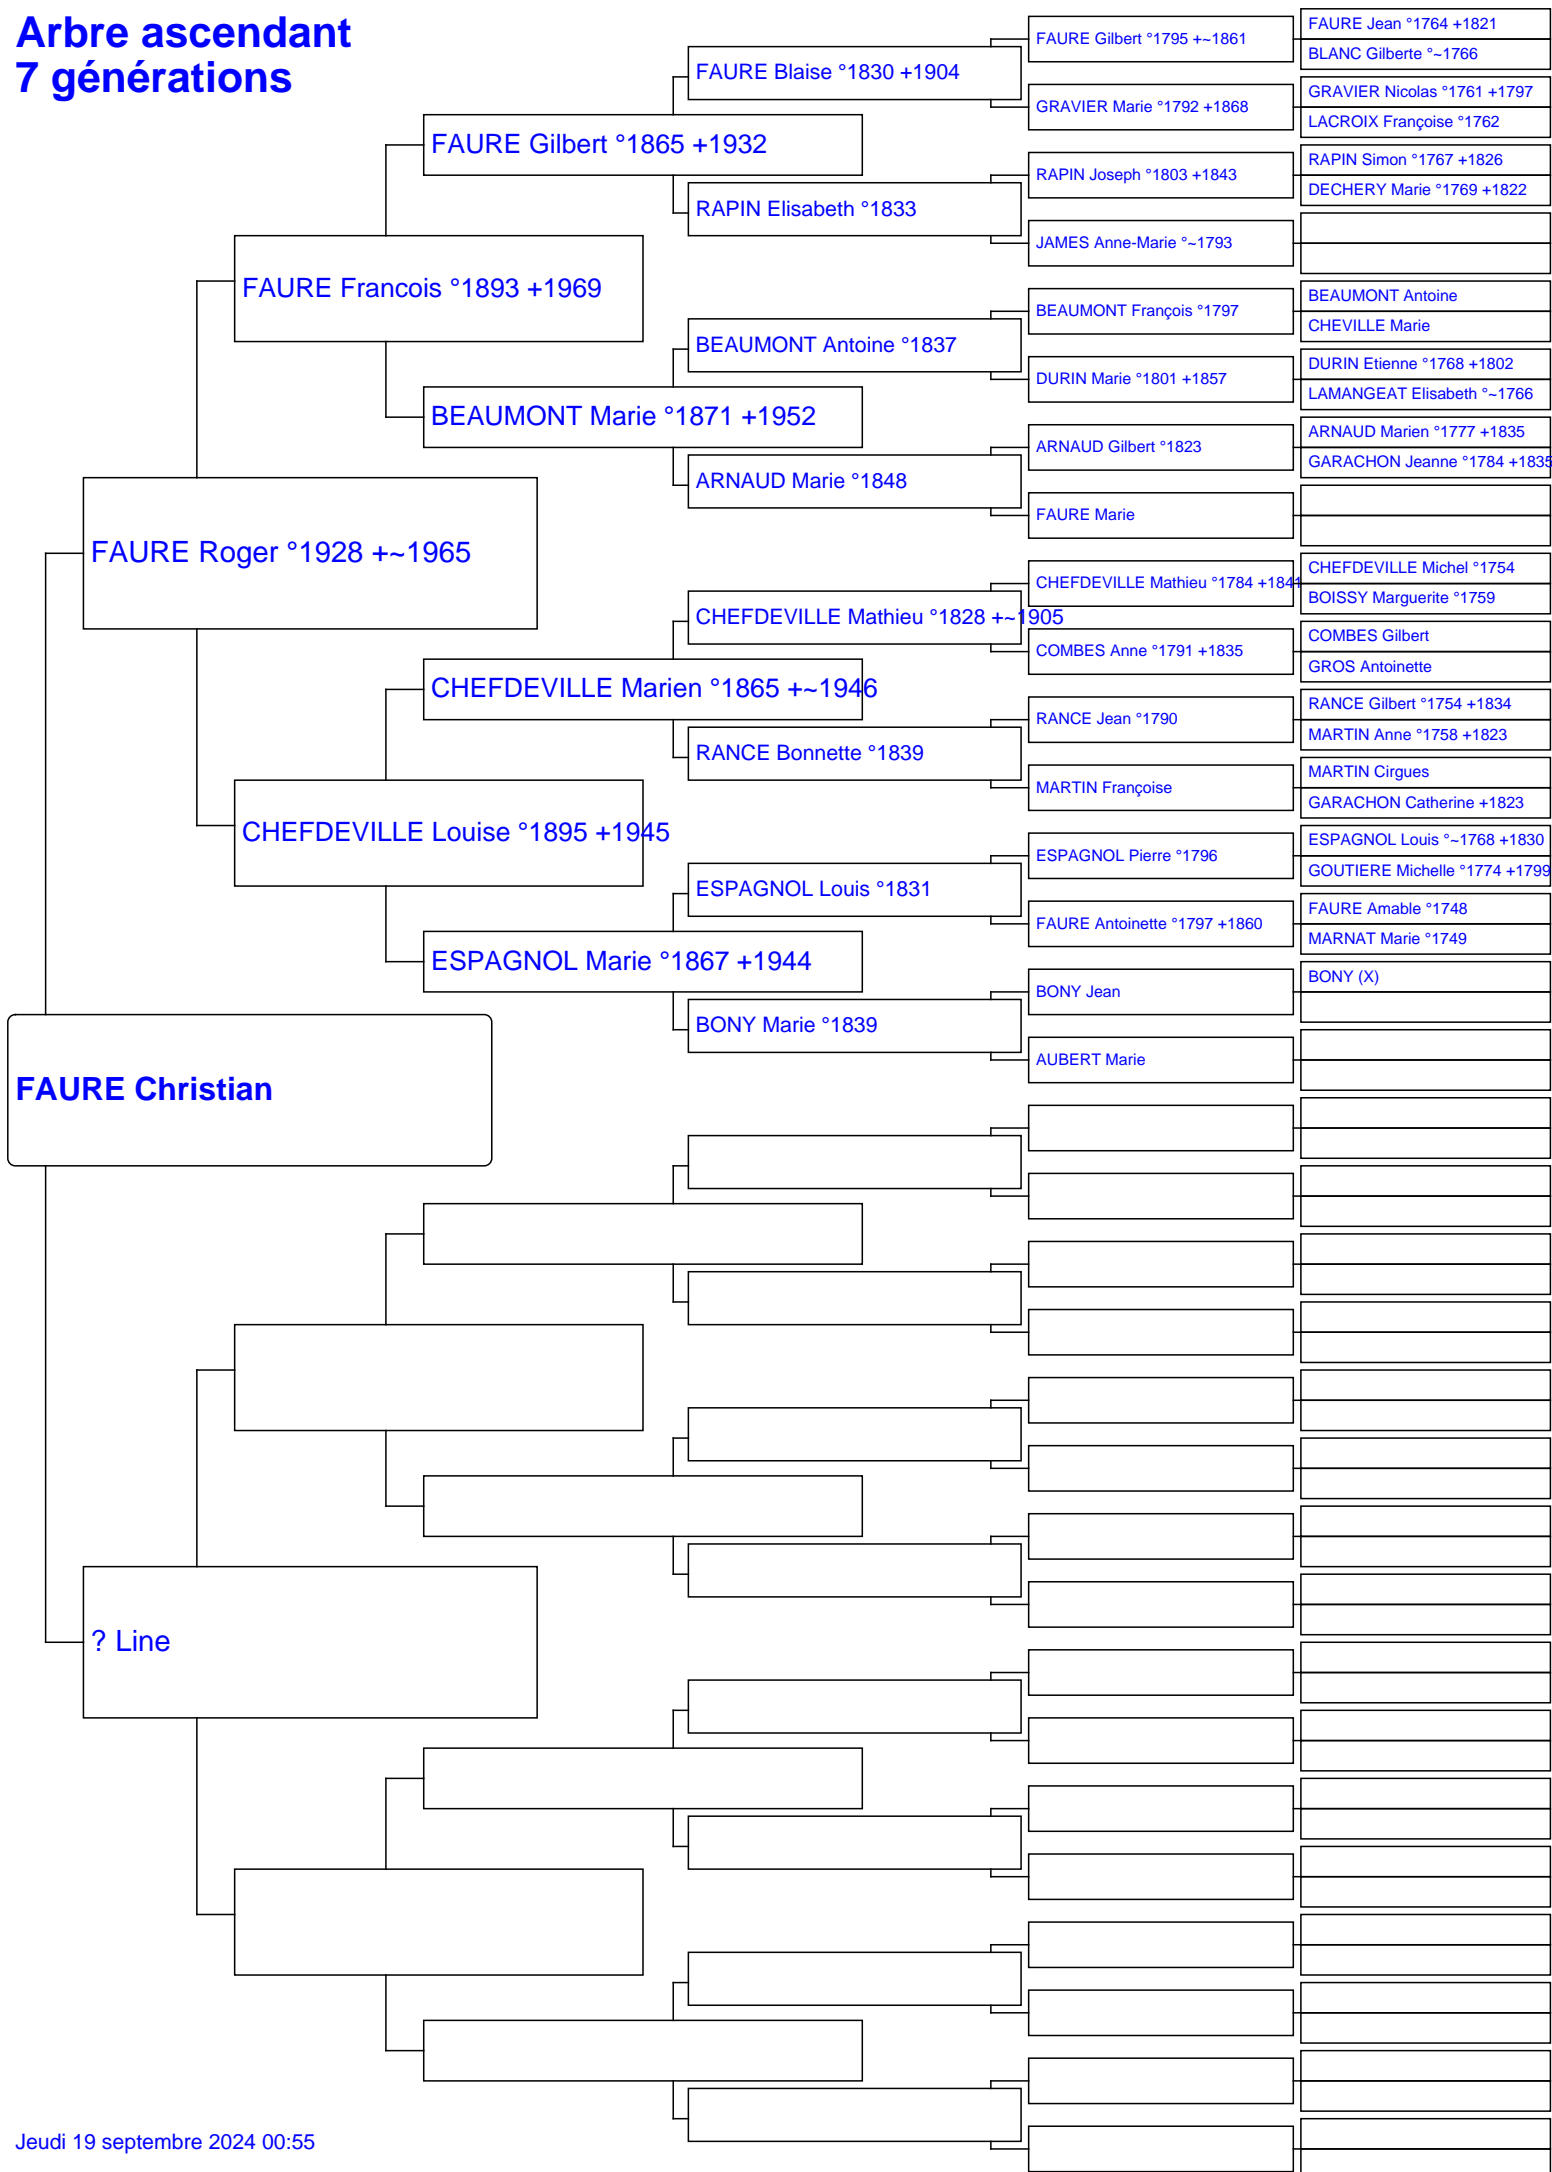 Arbre ascendant
7 générations
FAURE Christian
FAURE Roger °1928 +~1965
? Line
FAURE Francois °1893 +1969
CHEFDEVILLE Louise °1895 +1945
FAURE Gilbert °1865 +1932
BEAUMONT Marie °1871 +1952
CHEFDEVILLE Marien °1865 +~1946
ESPAGNOL Marie °1867 +1944
FAURE Blaise °1830 +1904
RAPIN Elisabeth °1833
BEAUMONT Antoine °1837
ARNAUD Marie °1848
CHEFDEVILLE Mathieu °1828 +~1905
RANCE Bonnette °1839
ESPAGNOL Louis °1831
BONY Marie °1839
FAURE Gilbert °1795 +~1861
GRAVIER Marie °1792 +1868
RAPIN Joseph °1803 +1843
JAMES Anne-Marie °~1793
BEAUMONT François °1797
DURIN Marie °1801 +1857
ARNAUD Gilbert °1823
FAURE Marie
CHEFDEVILLE Mathieu °1784 +1841
COMBES Anne °1791 +1835
RANCE Jean °1790
MARTIN Françoise
ESPAGNOL Pierre °1796
FAURE Antoinette °1797 +1860
BONY Jean
AUBERT Marie
FAURE Jean °1764 +1821
BLANC Gilberte °~1766
GRAVIER Nicolas °1761 +1797
LACROIX Françoise °1762
RAPIN Simon °1767 +1826
DECHERY Marie °1769 +1822
BEAUMONT Antoine
CHEVILLE Marie
DURIN Etienne °1768 +1802
LAMANGEAT Elisabeth °~1766
ARNAUD Marien °1777 +1835
GARACHON Jeanne °1784 +1835
CHEFDEVILLE Michel °1754
BOISSY Marguerite °1759
COMBES Gilbert
GROS Antoinette
RANCE Gilbert °1754 +1834
MARTIN Anne °1758 +1823
MARTIN Cirgues
GARACHON Catherine +1823
ESPAGNOL Louis °~1768 +1830
GOUTIERE Michelle °1774 +1799
FAURE Amable °1748
MARNAT Marie °1749
BONY (X)
Jeudi 19 septembre 2024 00:55